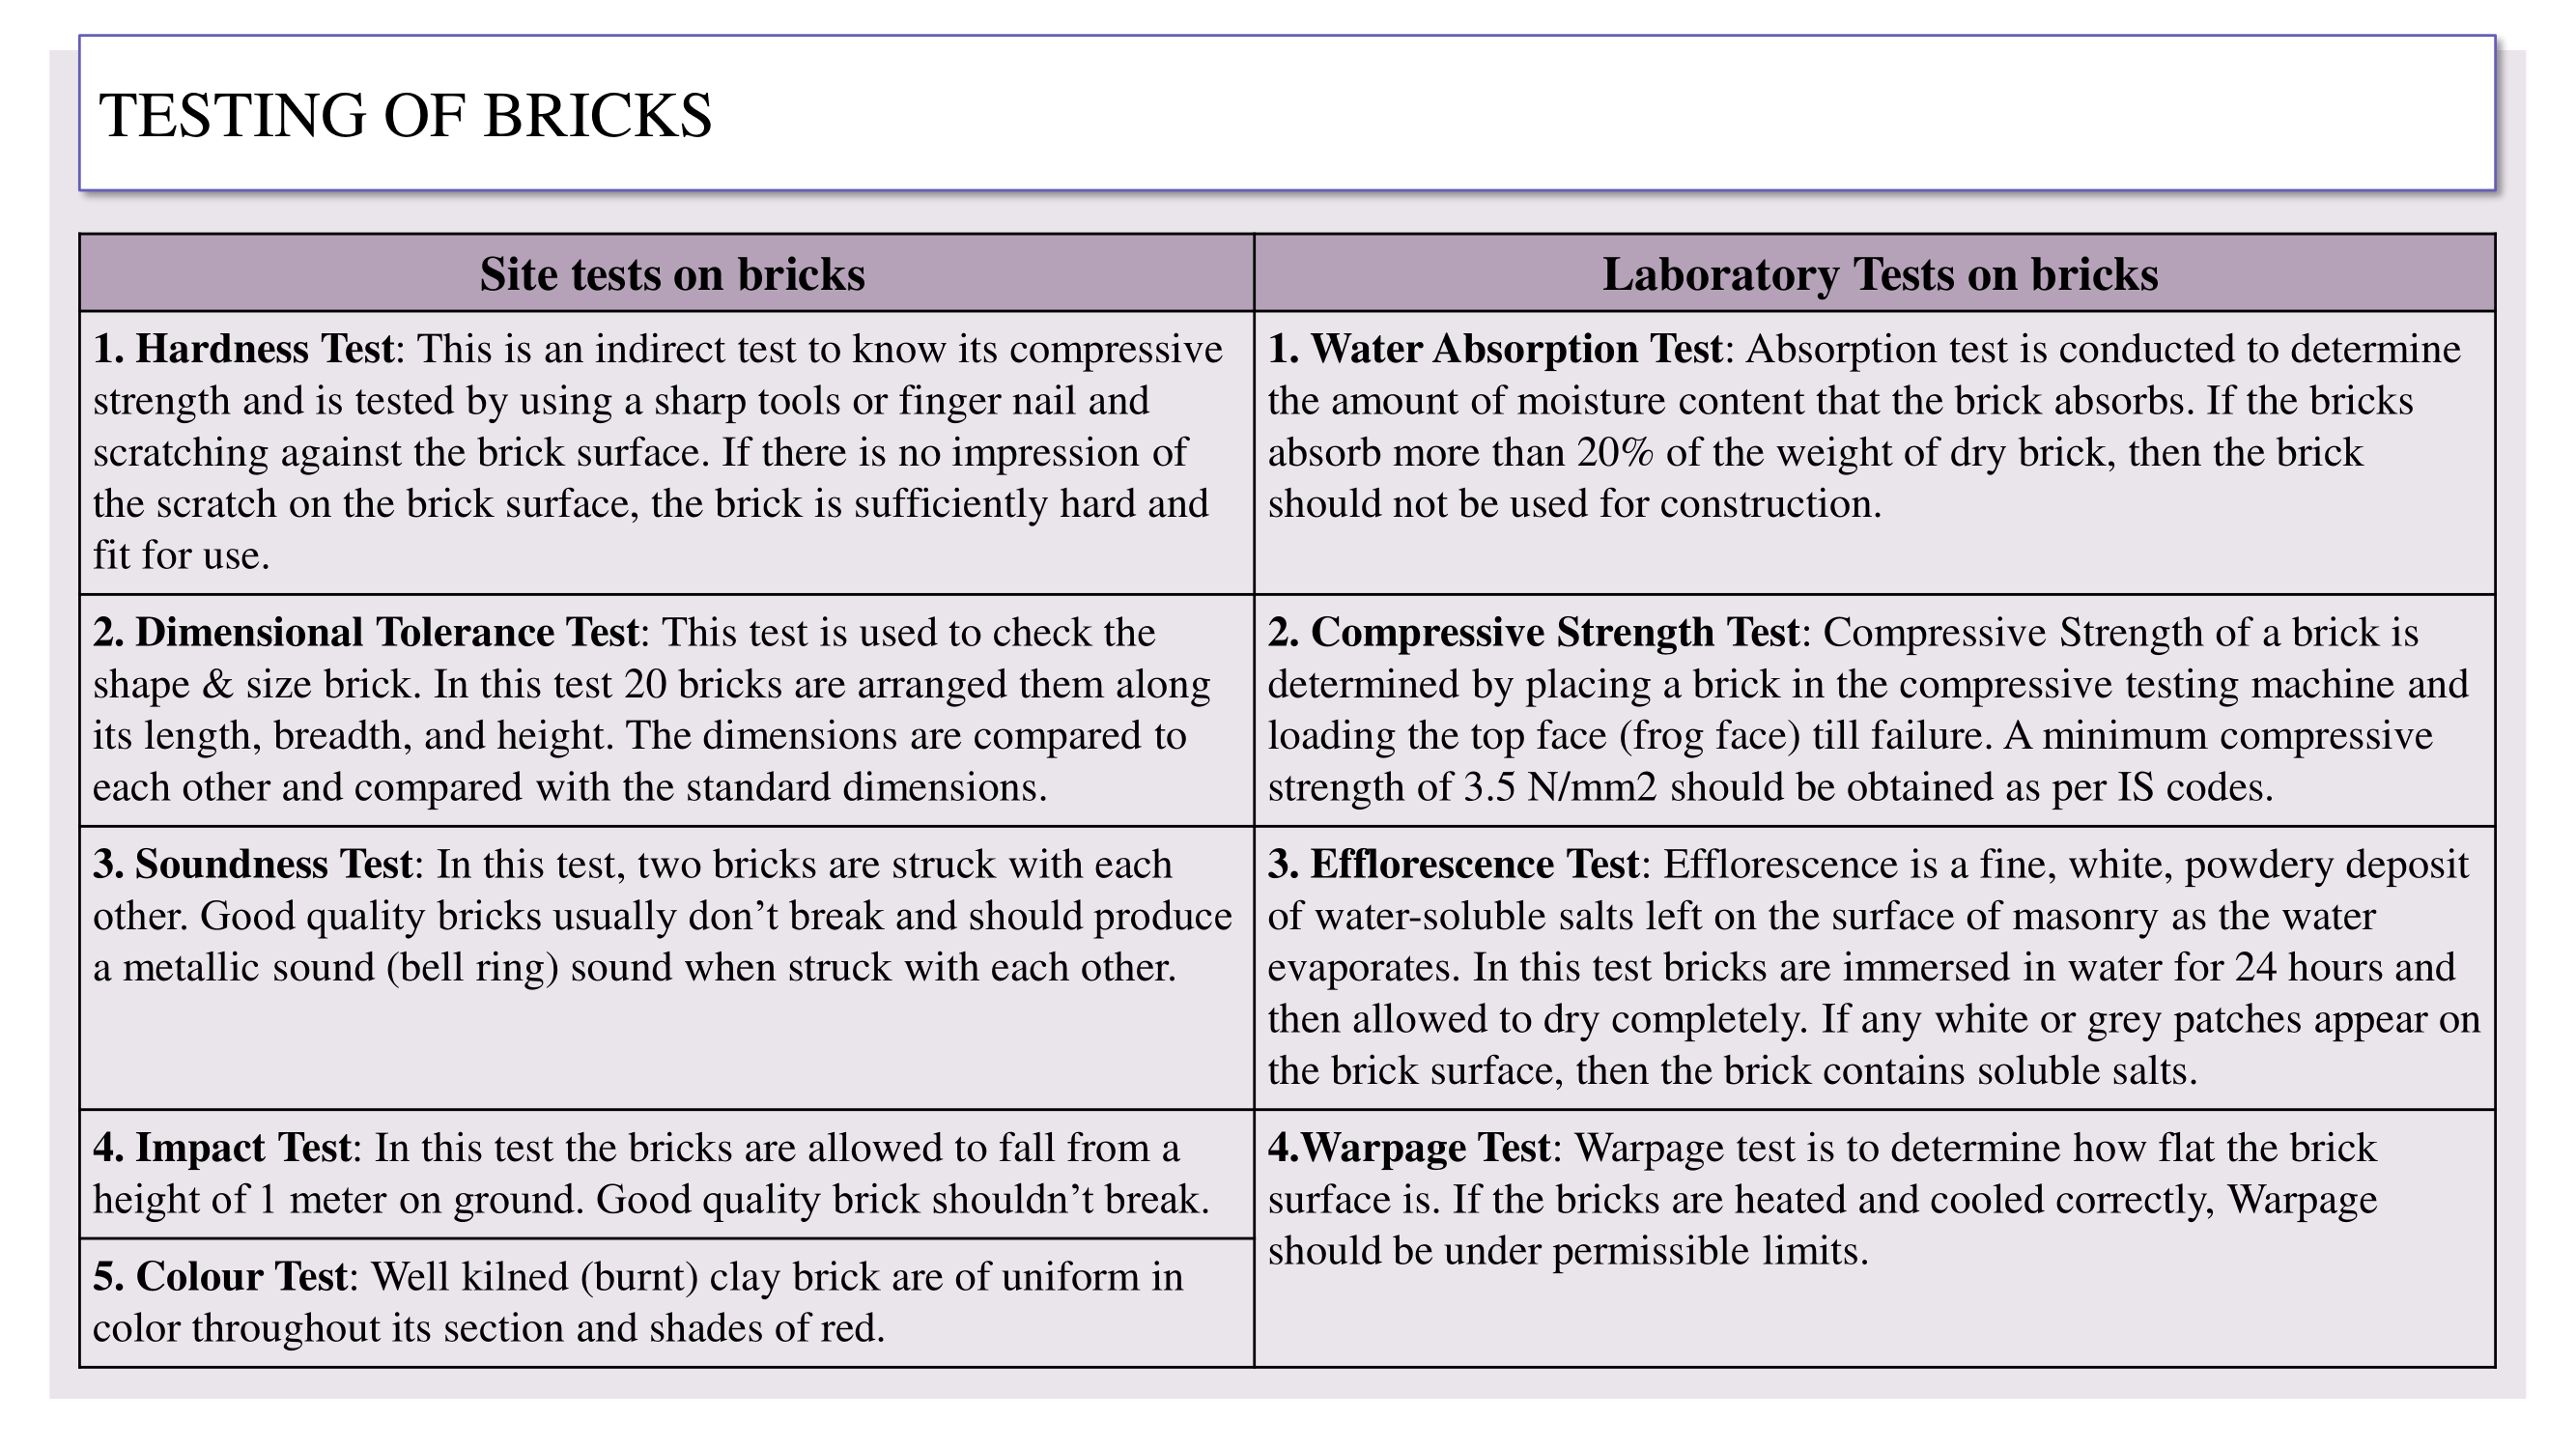 TESTING OF BRICKS
Site tests on bricks
Laboratory Tests on bricks
1. Hardness Test: This is an indirect test to know its compressive
strength and is tested by using a sharp tools or finger nail and
scratching against the brick surface. If there is no impression of
the scratch on the brick surface, the brick is sufficiently hard and
fit for use.
1. Water Absorption Test: Absorption test is conducted to determine
the amount of moisture content that the brick absorbs. If the bricks
absorb more than 20% of the weight of dry brick, then the brick
should not be used for construction.
2. Dimensional Tolerance Test: This test is used to check the
shape & size brick. In this test 20 bricks are arranged them along
its length, breadth, and height. The dimensions are compared to
each other and compared with the standard dimensions.
2. Compressive Strength Test: Compressive Strength of a brick is
determined by placing a brick in the compressive testing machine and
loading the top face (frog face) till failure. A minimum compressive
strength of 3.5 N/mm2 should be obtained as per IS codes.
3. Soundness Test: In this test, two bricks are struck with each
other. Good quality bricks usually don’t break and should produce
a metallic sound (bell ring) sound when struck with each other.
3. Efflorescence Test: Efflorescence is a fine, white, powdery deposit
of water-soluble salts left on the surface of masonry as the water
evaporates. In this test bricks are immersed in water for 24 hours and
then allowed to dry completely. If any white or grey patches appear on
the brick surface, then the brick contains soluble salts.
4. Impact Test: In this test the bricks are allowed to fall from a
height of 1 meter on ground. Good quality brick shouldn’t break.
4.Warpage Test: Warpage test is to determine how flat the brick
surface is. If the bricks are heated and cooled correctly, Warpage
should be under permissible limits.
5. Colour Test: Well kilned (burnt) clay brick are of uniform in
color throughout its section and shades of red.